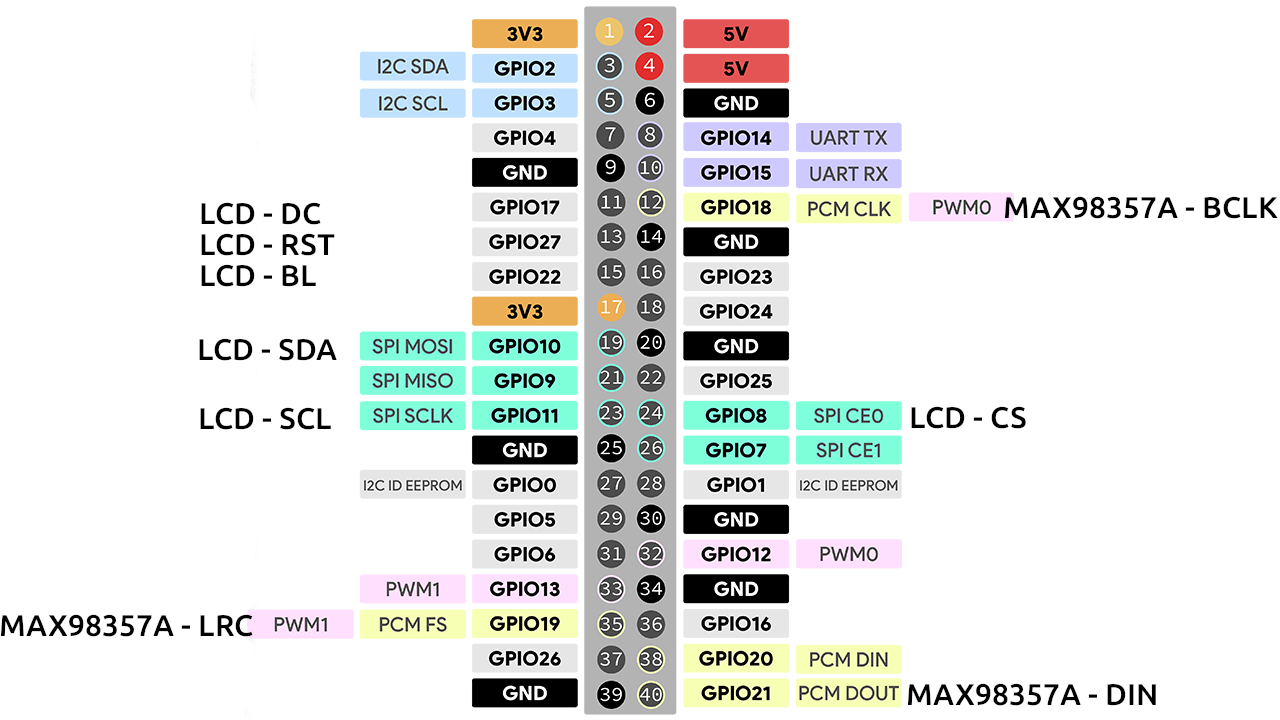 3V3 1 2 5V
I2C SDA GPIO2 3 4 5V
I2C SCL GPIO3 5 6 GND
GPIO4 7 8 GPIO14 UART TX
GND 9 10 GPIO15 UART RX
LCD - DC GPIO17 11 12 GPIO18 PCM CLK PWM0 MAX98357A - BCLK
LCD - RST GPIO27 13 14 GND
LCD - BL GPIO22 15 16 GPIO23
3V3 17 18 GPIO24
LCD - SDA SPI MOSI GPIO10 19 20 GND
SPI MISO GPIO9 21 22 GPIO25
LCD - SCL SPI SCLK GPIO11 23 24 GPIO8 SPI CE0 LCD - CS
GND 25 26 GPIO7 SPI CE1
I2C ID EEPROM GPIO0 27 28 GPIO1 I2C ID EEPROM
GPIO5 29 30 GND
GPIO6 31 32 GPIO12 PWM0
PWM1 GPIO13 33 34 GND
MAX98357A - LRC PWM1 PCM FS GPIO19 35 36 GPIO16
GPIO26 37 38 GPIO20 PCM DIN
GND 39 40 GPIO21 PCM DOUT MAX98357A - DIN